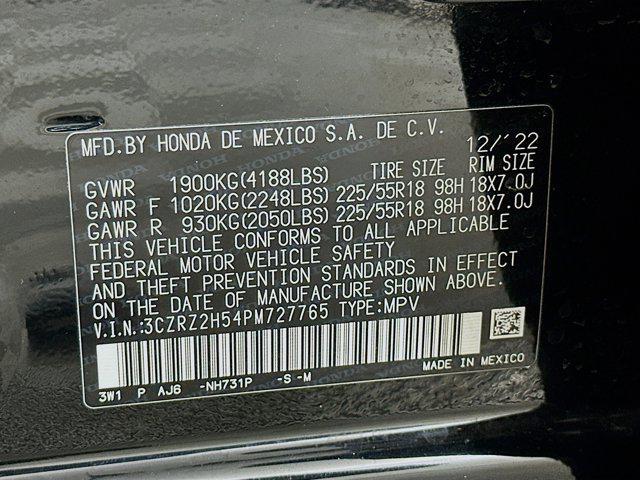 MFD.BY HONDA DE MEXICO S.A. DE C.V. 12/'22
TIRE SIZE RIM SIZE
GVWR 1900KG(4188LBS)
GAWR F 1020KG(2248LBS) 225/55R18 98H 18X7.0J
GAWR R 930KG(2050LBS) 225/55R18 98H 18X7.0J
THIS VEHICLE CONFORMS TO ALL APPLICABLE
FEDERAL MOTOR VEHICLE SAFETY
AND THEFT PREVENTION STANDARDS IN EFFECT
ON THE DATE OF MANUFACTURE SHOWN ABOVE.
V.I.N.:3CZRZ2H54PM727765 TYPE:MPV
3W1 P AJ6 -NH731P -S -M MADE IN MEXICO